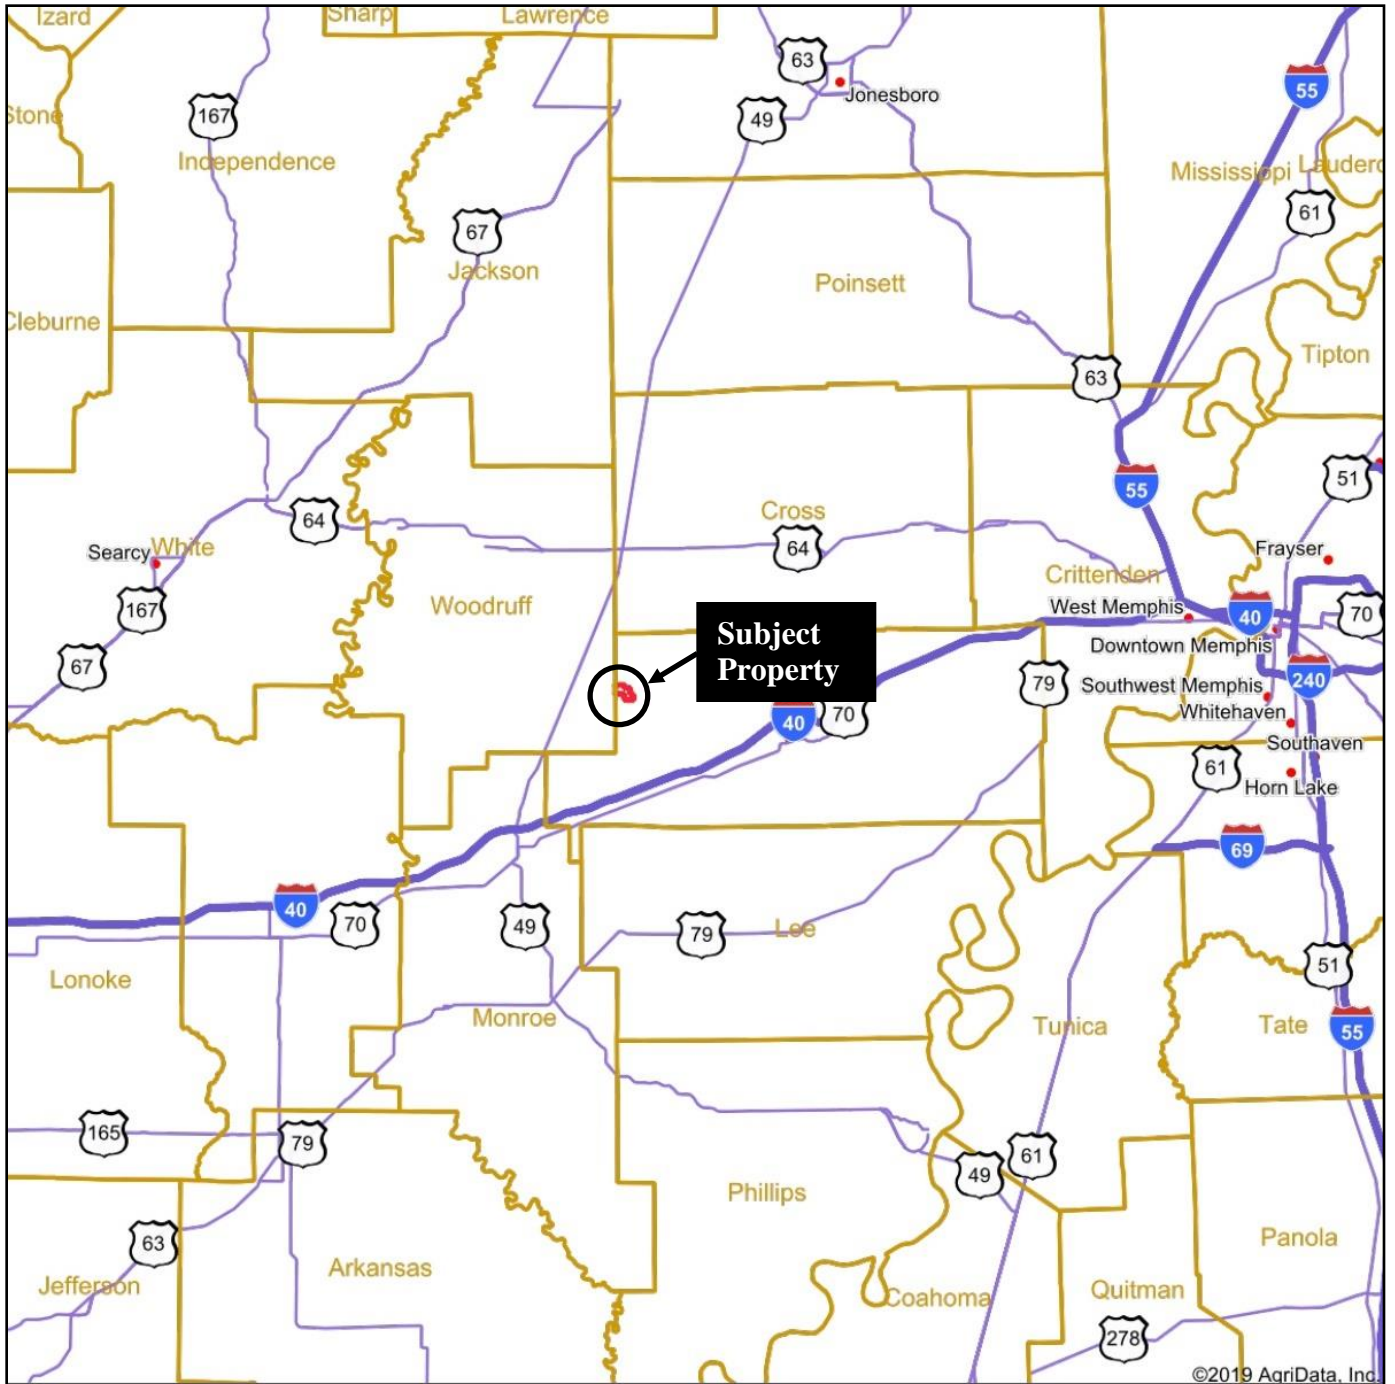 Izard
Sharp
Lawrence
63
Jonesboro
55
167
49
Stone
Independence
Mississippi
Lauderd
61
67
Jackson
Poinsett
Cleburne
Tipton
63
51
55
64
Cross
64
Searcy
White
Frayser
Crittenden
167
Woodruff
West Memphis
40
70
Subject
Property
Downtown Memphis
67
79
Southwest Memphis
240
Whitehaven
40
70
Southaven
61
Horn Lake
69
40
70
49
79
Lee
51
Lonoke
Monroe
Tunica
Tate
55
165
79
49
61
Phillips
63
Panola
Arkansas
Jefferson
Coahoma
Quitman
278
©2019 AgriData, Inc.